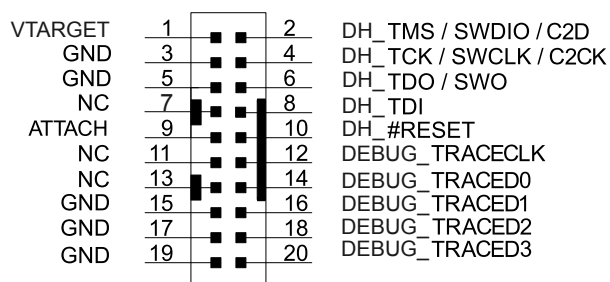 VTARGET 1 2 DH_TMS / SWDIO / C2D
GND 3 4 DH_TCK / SWCLK / C2CK
GND 5 6 DH_TDO / SWO
NC 7 8 DH_TDI
ATTACH 9 10 DH_#RESET
NC 11 12 DEBUG_TRACECLK
NC 13 14 DEBUG_TRACED0
GND 15 16 DEBUG_TRACED1
GND 17 18 DEBUG_TRACED2
GND 19 20 DEBUG_TRACED3